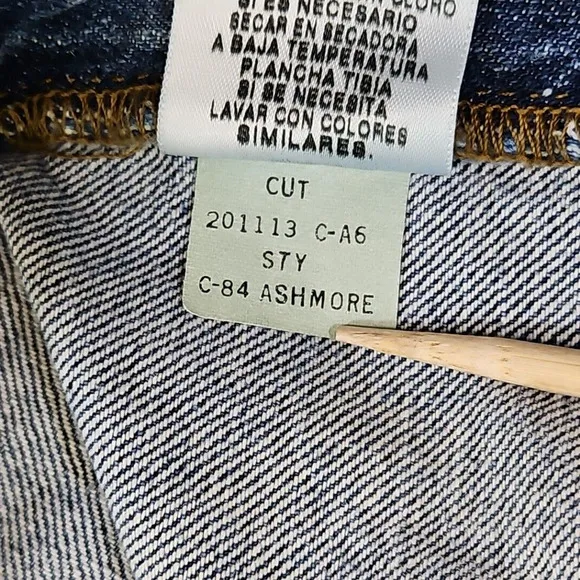 CLORO
SI ES NECESARIO
SECAR EN SECADORA
A BAJA TEMPERATURA
PLANCHA TIBIA
SI SE NECESITA
LAVAR CON COLORES
SIMILARES.
CUT
201113 C-A6
STY
C-84 ASHMORE